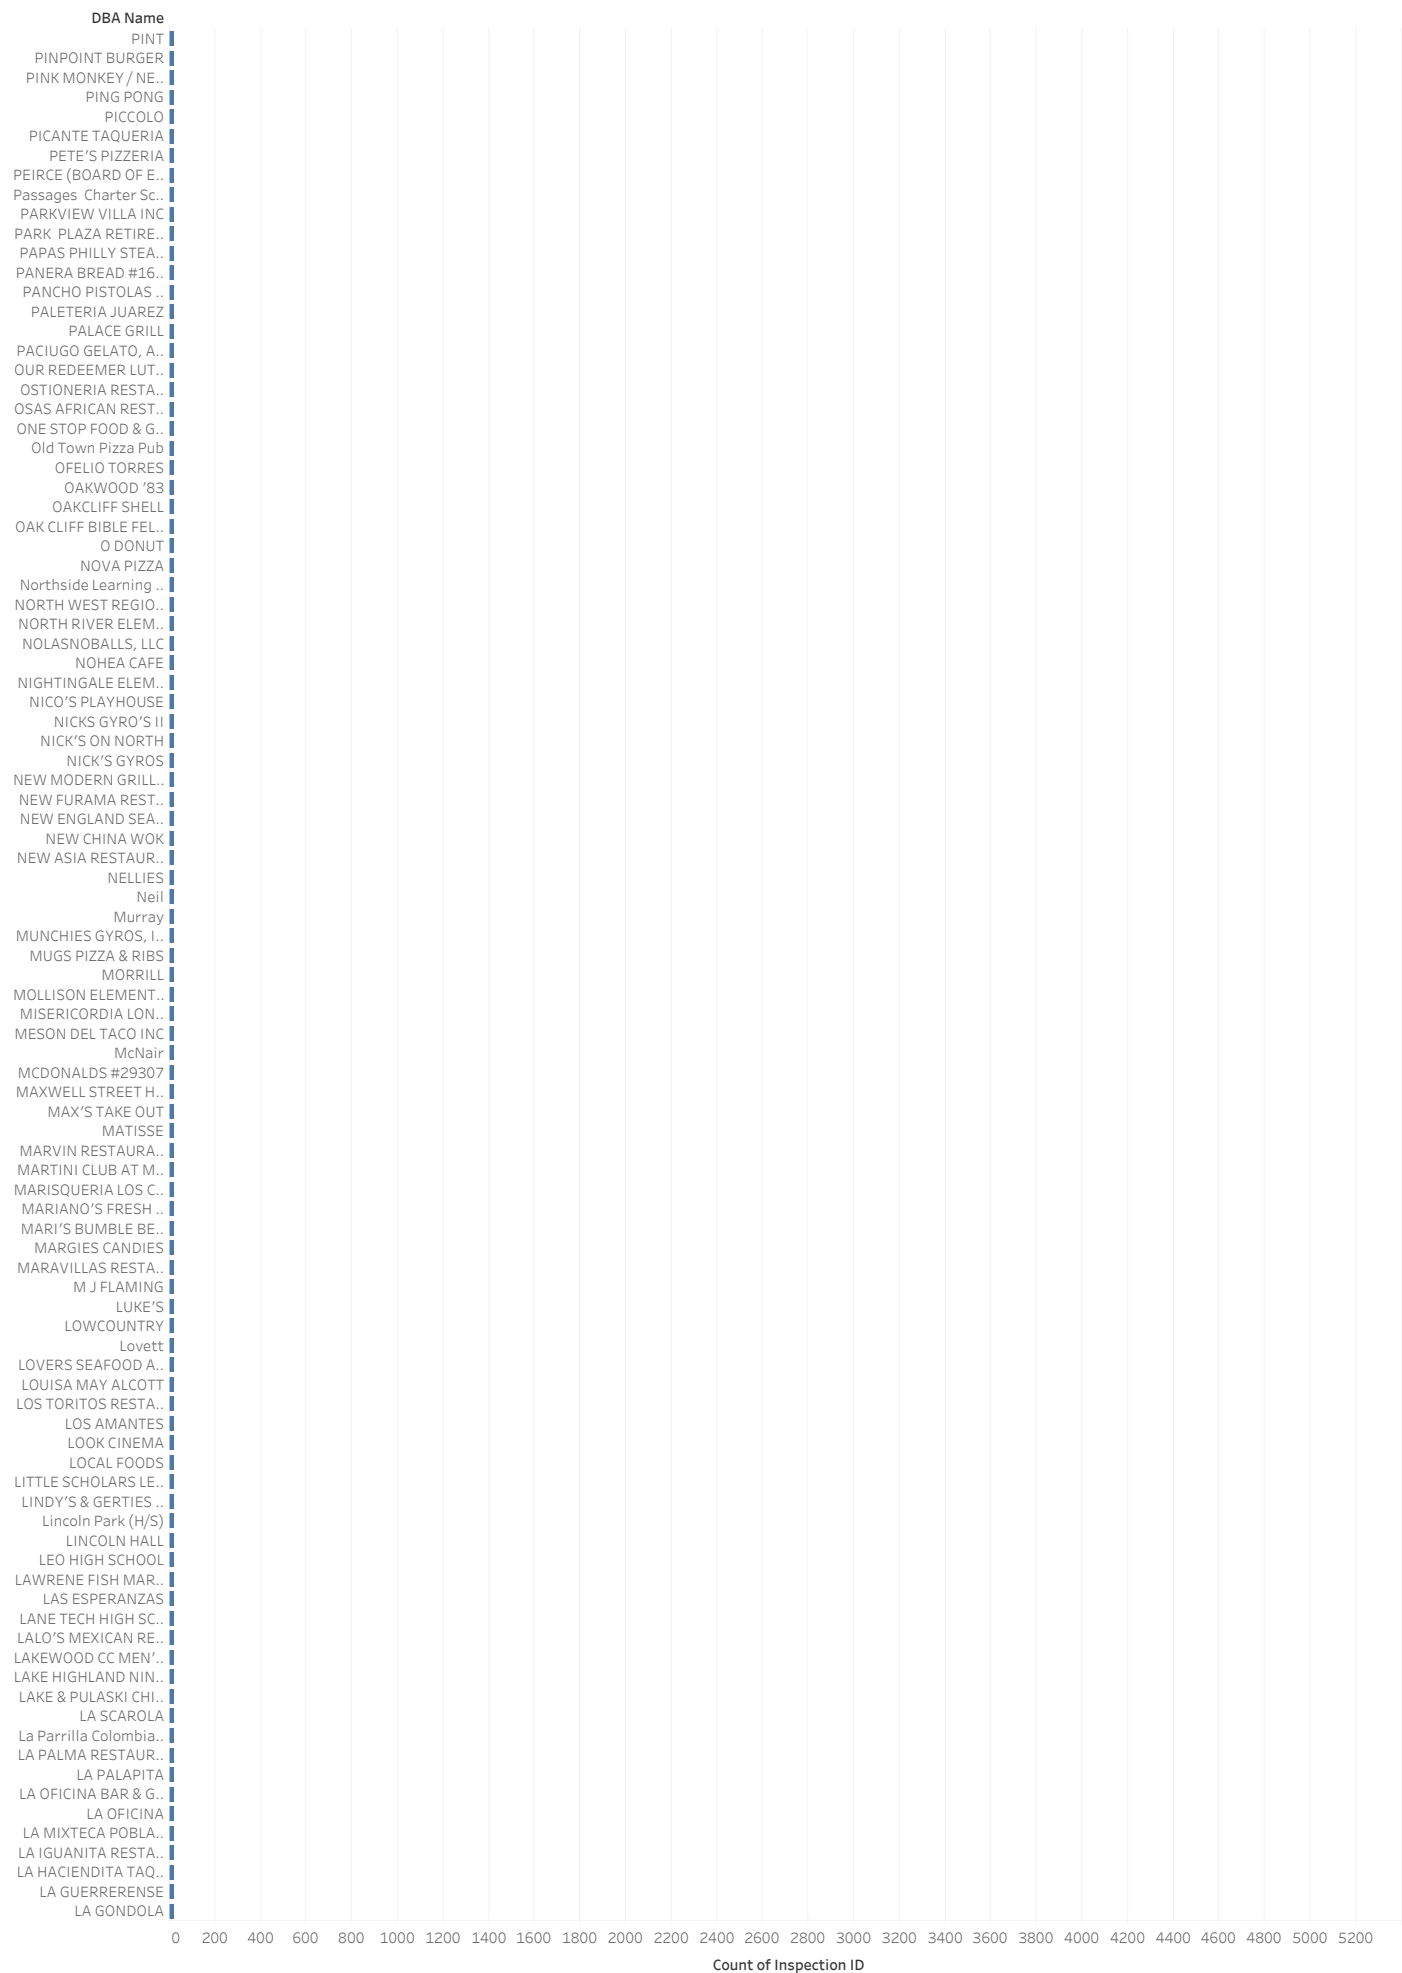 DBA Name
PINT
PINPOINT BURGER
PINK MONKEY / NE..
PING PONG
PICCOLO
PICANTE TAQUERIA
PETE'S PIZZERIA
PEIRCE (BOARD OF E..
Passages  Charter Sc..
PARKVIEW VILLA INC
PARK  PLAZA RETIRE..
PAPAS PHILLY STEA..
PANERA BREAD #16..
PANCHO PISTOLAS ..
PALETERIA JUAREZ
PALACE GRILL
PACIUGO GELATO, A..
OUR REDEEMER LUT..
OSTIONERIA RESTA..
OSAS AFRICAN REST..
ONE STOP FOOD & G..
Old Town Pizza Pub
OFELIO TORRES
OAKWOOD '83
OAKCLIFF SHELL
OAK CLIFF BIBLE FEL..
O DONUT
NOVA PIZZA
Northside Learning ..
NORTH WEST REGIO..
NORTH RIVER ELEM..
NOLASNOBALLS, LLC
NOHEA CAFE
NIGHTINGALE ELEM..
NICO'S PLAYHOUSE
NICKS GYRO'S II
NICK'S ON NORTH
NICK'S GYROS
NEW MODERN GRILL..
NEW FURAMA REST..
NEW ENGLAND SEA..
NEW CHINA WOK
NEW ASIA RESTAUR..
NELLIES
Neil
Murray
MUNCHIES GYROS, I..
MUGS PIZZA & RIBS
MORRILL
MOLLISON ELEMENT..
MISERICORDIA LON..
MESON DEL TACO INC
McNair
MCDONALDS #29307
MAXWELL STREET H..
MAX'S TAKE OUT
MATISSE
MARVIN RESTAURA..
MARTINI CLUB AT M..
MARISQUERIA LOS C..
MARIANO'S FRESH ..
MARI'S BUMBLE BE..
MARGIES CANDIES
MARAVILLAS RESTA..
M J FLAMING
LUKE'S
LOWCOUNTRY
Lovett
LOVERS SEAFOOD A..
LOUISA MAY ALCOTT
LOS TORITOS RESTA..
LOS AMANTES
LOOK CINEMA
LOCAL FOODS
LITTLE SCHOLARS LE..
LINDY'S & GERTIES ..
Lincoln Park (H/S)
LINCOLN HALL
LEO HIGH SCHOOL
LAWRENE FISH MAR..
LAS ESPERANZAS
LANE TECH HIGH SC..
LALO'S MEXICAN RE..
LAKEWOOD CC MEN'..
LAKE HIGHLAND NIN..
LAKE & PULASKI CHI..
LA SCAROLA
La Parrilla Colombia..
LA PALMA RESTAUR..
LA PALAPITA
LA OFICINA BAR & G..
LA OFICINA
LA MIXTECA POBLA..
LA IGUANITA RESTA..
LA HACIENDITA TAQ..
LA GUERRERENSE
LA GONDOLA
0 200 400 600 800 1000 1200 1400 1600 1800 2000 2200 2400 2600 2800 3000 3200 3400 3600 3800 4000 4200 4400 4600 4800 5000 5200
Count of Inspection ID